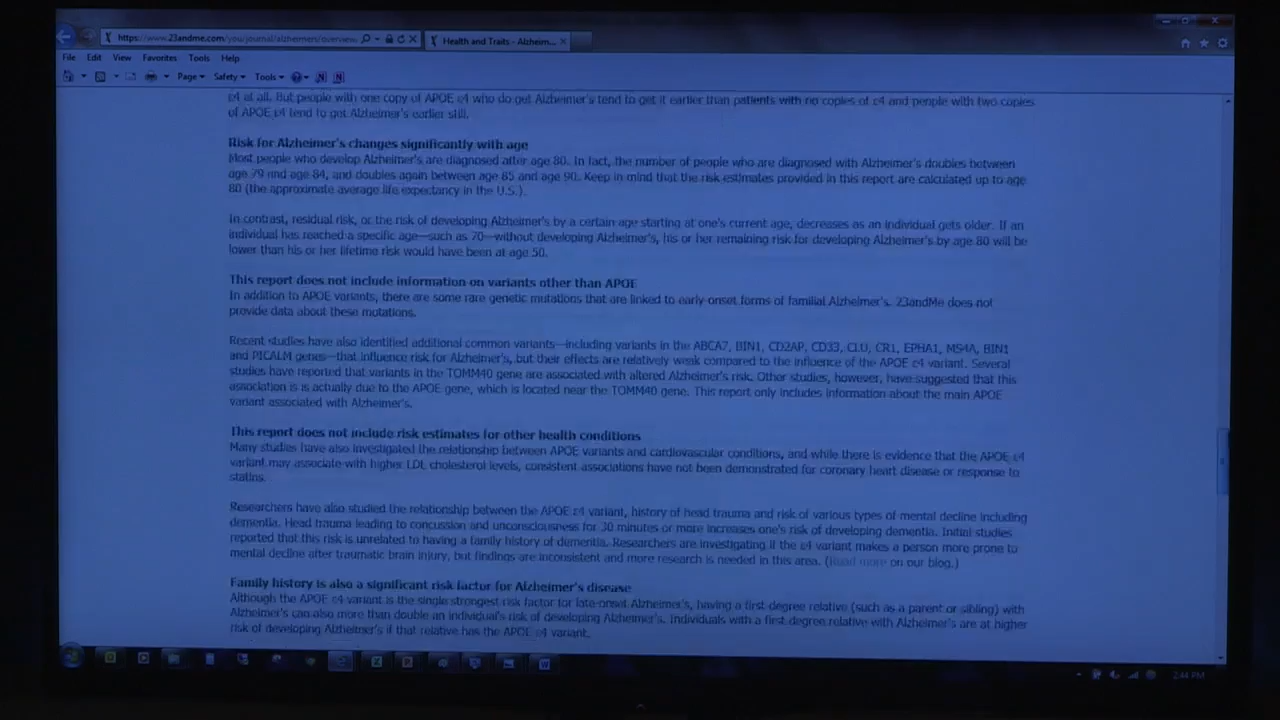 https://www.23andme.com/you/journal/alzheimers/overview
Health and Traits - Alzheim...
File Edit View Favorites Tools Help
Page Safety Tools
ε4 at all. But people with one copy of APOE ε4 who do get Alzheimer's tend to get it earlier than patients with no copies of ε4 and people with two copies
of APOE ε4 tend to get Alzheimer's earlier still.
Risk for Alzheimer's changes significantly with age
Most people who develop Alzheimer's are diagnosed after age 80. In fact, the number of people who are diagnosed with Alzheimer's doubles between
age 79 and age 84, and doubles again between age 85 and age 90. Keep in mind that the risk estimates provided in this report are calculated up to age
80 (the approximate average life expectancy in the U.S.).
In contrast, residual risk, or the risk of developing Alzheimer's by a certain age starting at one's current age, decreases as an individual gets older. If an
individual has reached a specific age—such as 70—without developing Alzheimer's, his or her remaining risk for developing Alzheimer's by age 80 will be
lower than his or her lifetime risk would have been at age 50.
This report does not include information on variants other than APOE
In addition to APOE variants, there are some rare genetic mutations that are linked to early onset forms of familial Alzheimer's. 23andMe does not
provide data about these mutations.
Recent studies have also identified additional common variants—including variants in the ABCA7, BIN1, CD2AP, CD33, CLU, CR1, EPHA1, MS4A, BIN1
and PICALM genes—that influence risk for Alzheimer's, but their effects are relatively weak compared to the influence of the APOE ε4 variant. Several
studies have reported that variants in the TOMM40 gene are associated with altered Alzheimer's risk. Other studies, however, have suggested that this
association is is actually due to the APOE gene, which is located near the TOMM40 gene. This report only includes information about the main APOE
variant associated with Alzheimer's.
This report does not include risk estimates for other health conditions
Many studies have also investigated the relationship between APOE variants and cardiovascular conditions, and while there is evidence that the APOE ε4
variant may associate with higher LDL cholesterol levels, consistent associations have not been demonstrated for coronary heart disease or response to
statins.
Researchers have also studied the relationship between the APOE ε4 variant, history of head trauma and risk of various types of mental decline including
dementia. Head trauma leading to concussion and unconsciousness for 30 minutes or more increases one's risk of developing dementia. Initial studies
reported that this risk is unrelated to having a family history of dementia. Researchers are investigating if the ε4 variant makes a person more prone to
mental decline after traumatic brain injury, but findings are inconsistent and more research is needed in this area. (Read more on our blog.)
Family history is also a significant risk factor for Alzheimer's disease
Although the APOE ε4 variant is the single strongest risk factor for late-onset Alzheimer's, having a first degree relative (such as a parent or sibling) with
Alzheimer's can also more than double an individual's risk of developing Alzheimer's. Individuals with a first degree relative with Alzheimer's are at higher
risk of developing Alzheimer's if that relative has the APOE ε4 variant.
2:44 PM